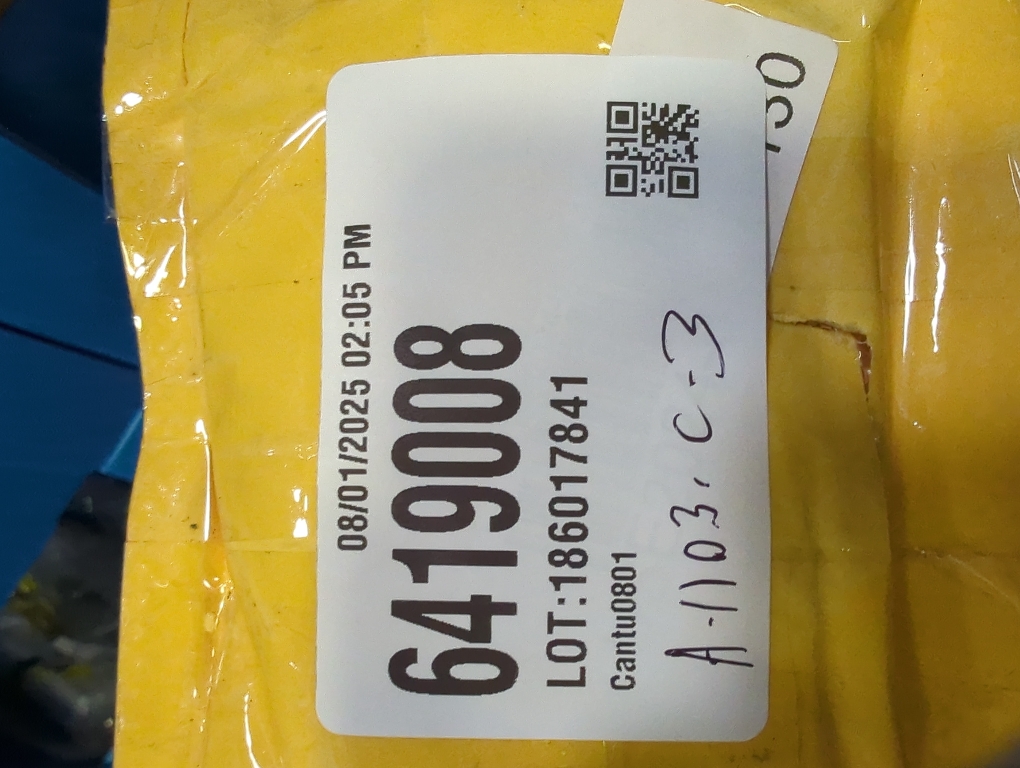 08/01/2025 02:05 PM
6419008
LOT:186017841
Cantu0801
A-1103. C-3